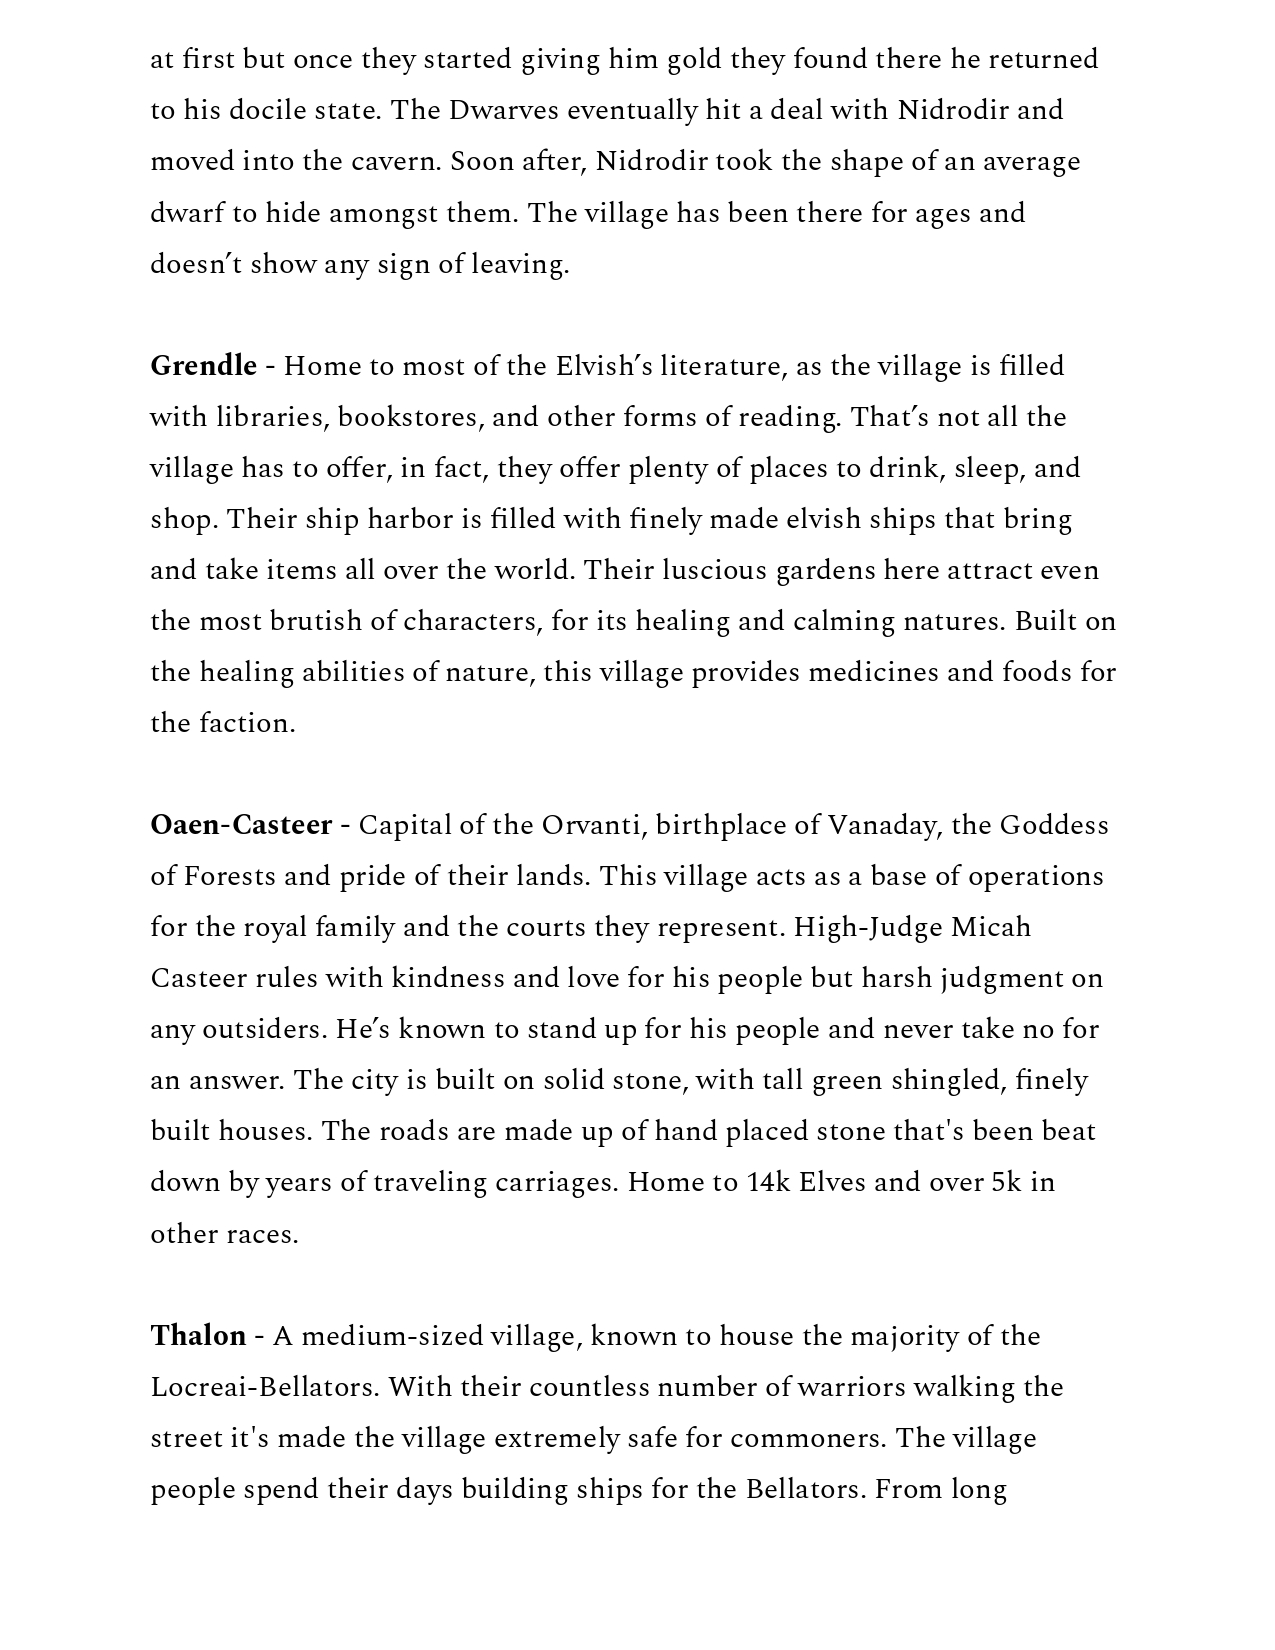 at first but once they started giving him gold they found there he returned
to his docile state. The Dwarves eventually hit a deal with Nidrodir and
moved into the cavern. Soon after, Nidrodir took the shape of an average
dwarf to hide amongst them. The village has been there for ages and
doesn’t show any sign of leaving.
Grendle - Home to most of the Elvish’s literature, as the village is filled
with libraries, bookstores, and other forms of reading. That’s not all the
village has to offer, in fact, they offer plenty of places to drink, sleep, and
shop. Their ship harbor is filled with finely made elvish ships that bring
and take items all over the world. Their luscious gardens here attract even
the most brutish of characters, for its healing and calming natures. Built on
the healing abilities of nature, this village provides medicines and foods for
the faction.
Oaen-Casteer - Capital of the Orvanti, birthplace of Vanaday, the Goddess
of Forests and pride of their lands. This village acts as a base of operations
for the royal family and the courts they represent. High-Judge Micah
Casteer rules with kindness and love for his people but harsh judgment on
any outsiders. He’s known to stand up for his people and never take no for
an answer. The city is built on solid stone, with tall green shingled, finely
built houses. The roads are made up of hand placed stone that's been beat
down by years of traveling carriages. Home to 14k Elves and over 5k in
other races.
Thalon - A medium-sized village, known to house the majority of the
Locreai-Bellators. With their countless number of warriors walking the
street it's made the village extremely safe for commoners. The village
people spend their days building ships for the Bellators. From long